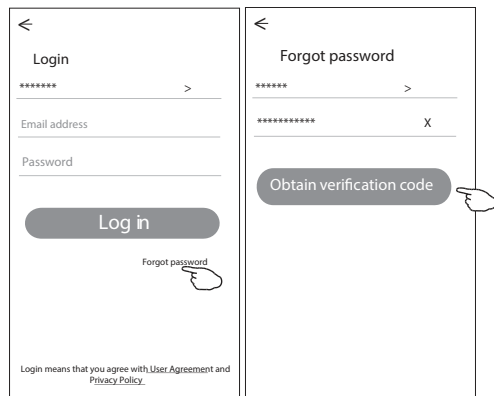 Login
******* >
Email address
Password
Log in
Forgot password
Login means that you agree with User Agreement and
Privacy Policy
Forgot password
****** >
*********** X
Obtain verification code